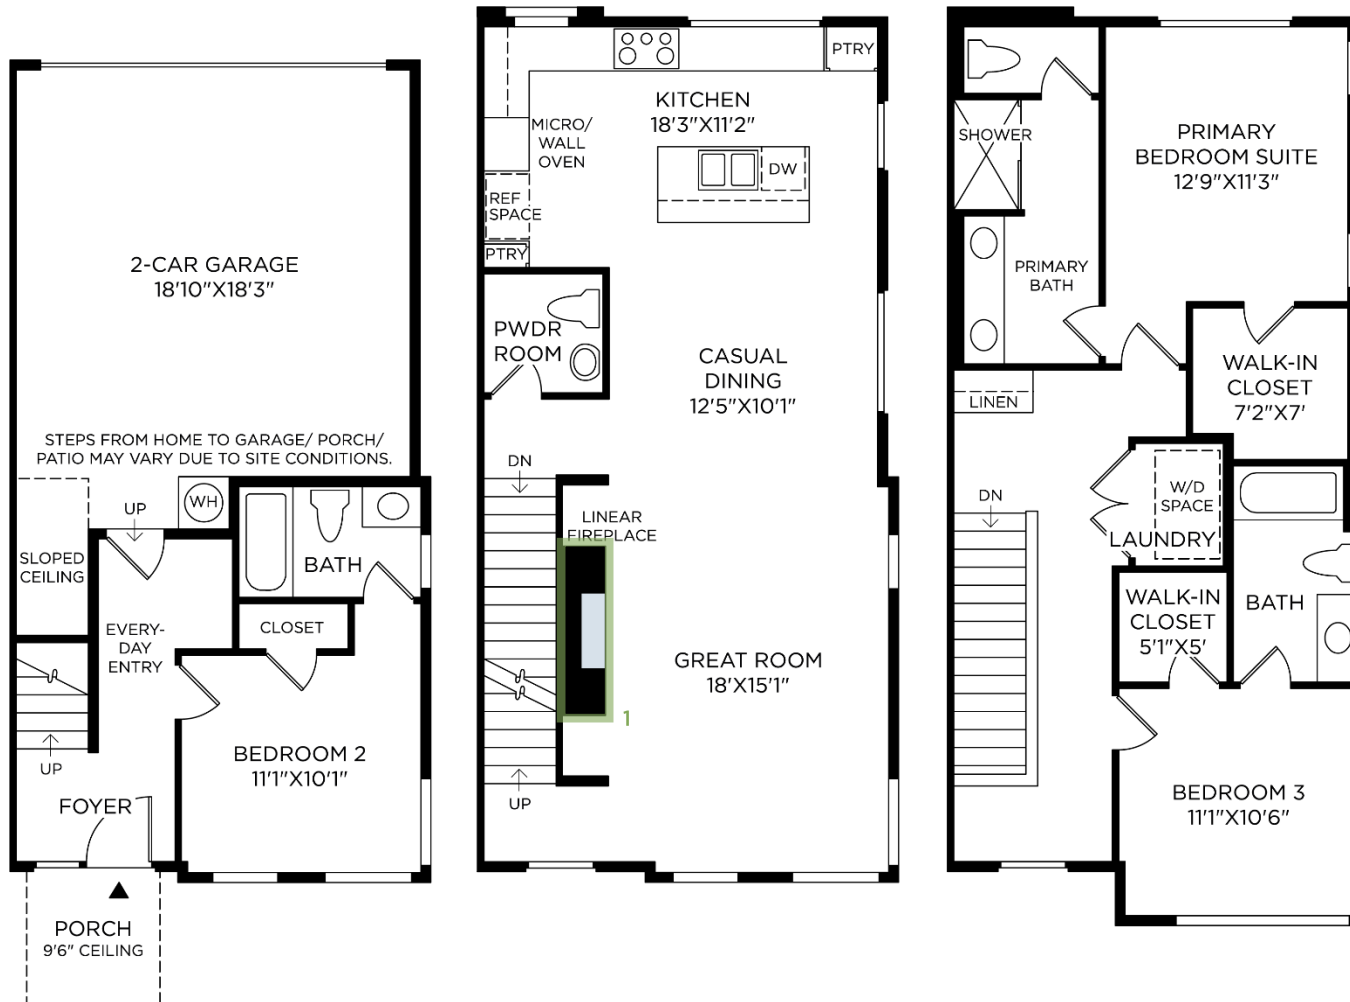 2-CAR GARAGE
18'10"X18'3"
STEPS FROM HOME TO GARAGE/ PORCH/
PATIO MAY VARY DUE TO SITE CONDITIONS.
WH
UP
SLOPED
CEILING
BATH
CLOSET
EVERY-
DAY
ENTRY
UP
BEDROOM 2
11'1"X10'1"
FOYER
PORCH
9'6" CEILING
PTRY
KITCHEN
18'3"X11'2"
MICRO/
WALL
OVEN
DW
REF
SPACE
PTRY
PWDR
ROOM
CASUAL
DINING
12'5"X10'1"
DN
LINEAR
FIREPLACE
GREAT ROOM
18'X15'1"
1
UP
SHOWER
PRIMARY
BEDROOM SUITE
12'9"X11'3"
PRIMARY
BATH
WALK-IN
CLOSET
7'2"X7'
LINEN
DN
W/D
SPACE
LAUNDRY
WALK-IN
CLOSET
5'1"X5'
BATH
BEDROOM 3
11'1"X10'6"